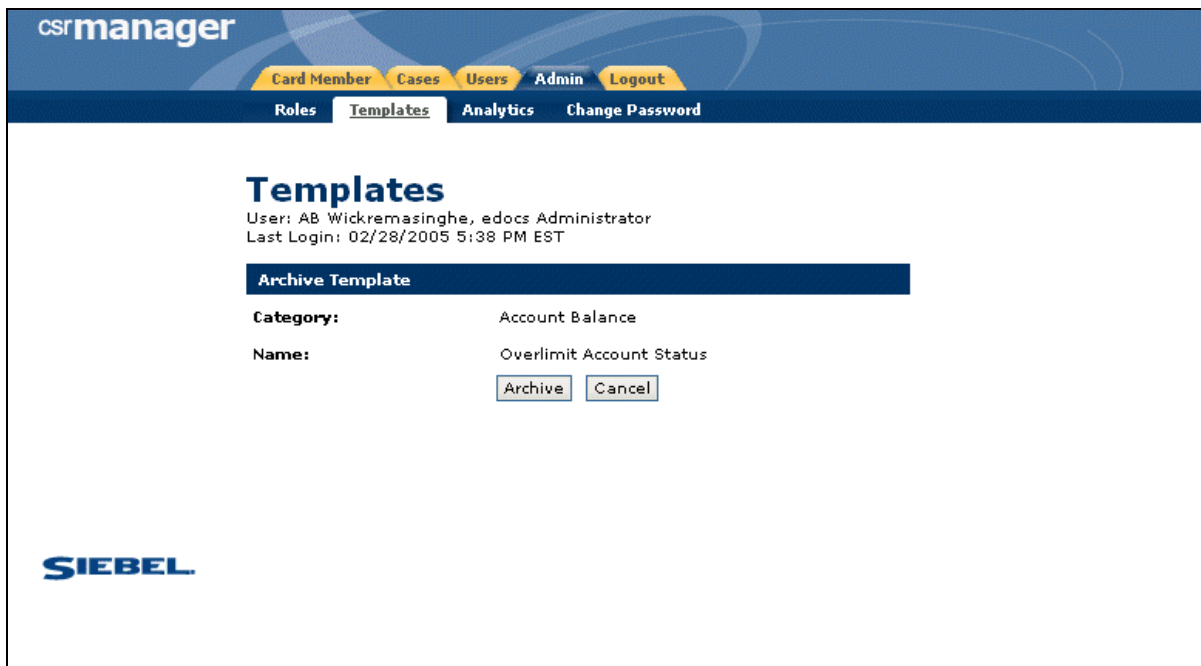 csrmanager
Card Member Cases Users Admin Logout
Roles Templates Analytics Change Password
Templates
User: AB Wickremasinghe, edocs Administrator
Last Login: 02/28/2005 5:38 PM EST
Archive Template
Category: Account Balance
Name: Overlimit Account Status
Archive Cancel
SIEBEL.